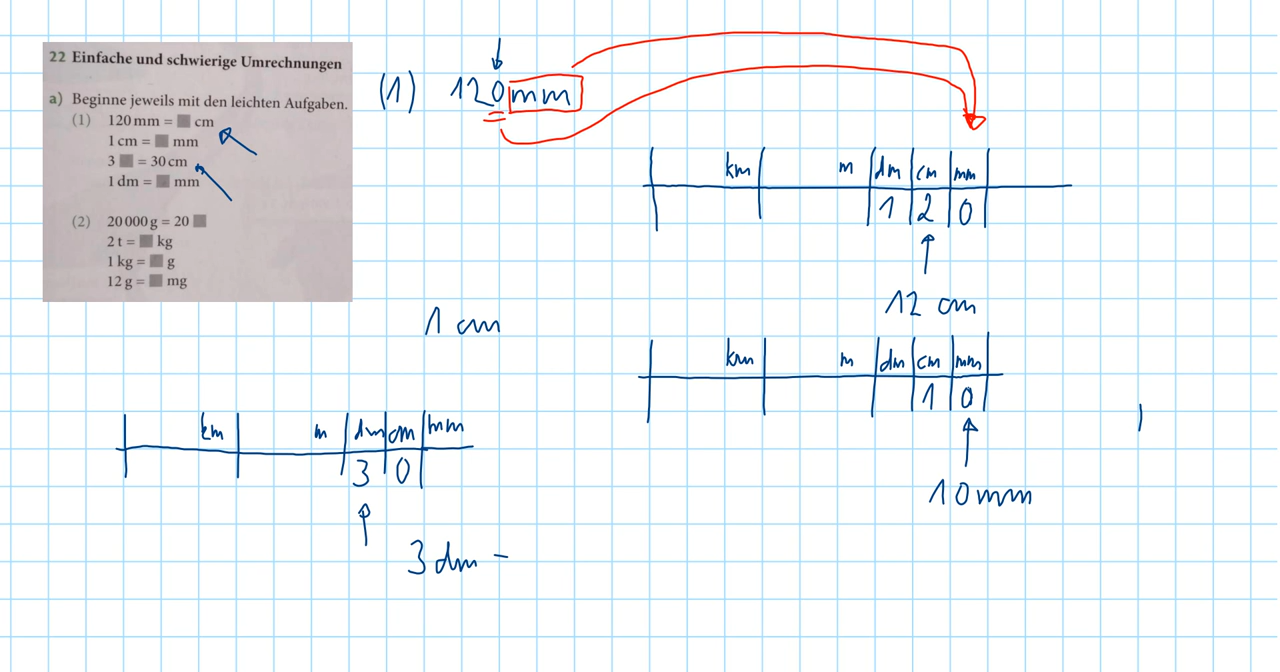 22 Einfache und schwierige Umrechnungen
a) Beginne jeweils mit den leichten Aufgaben.
(1) 120 mm = cm
1 cm = mm
3 = 30 cm
1 dm = mm
(2) 20 000 g = 20
2 t = kg
1 kg = g
12 g = mg
(1) 120 mm
km m dm cm mm
1 2 0
12 cm
1 cm
km m dm cm mm
1 0
10 mm
km m dm cm mm
3 0
3 dm =